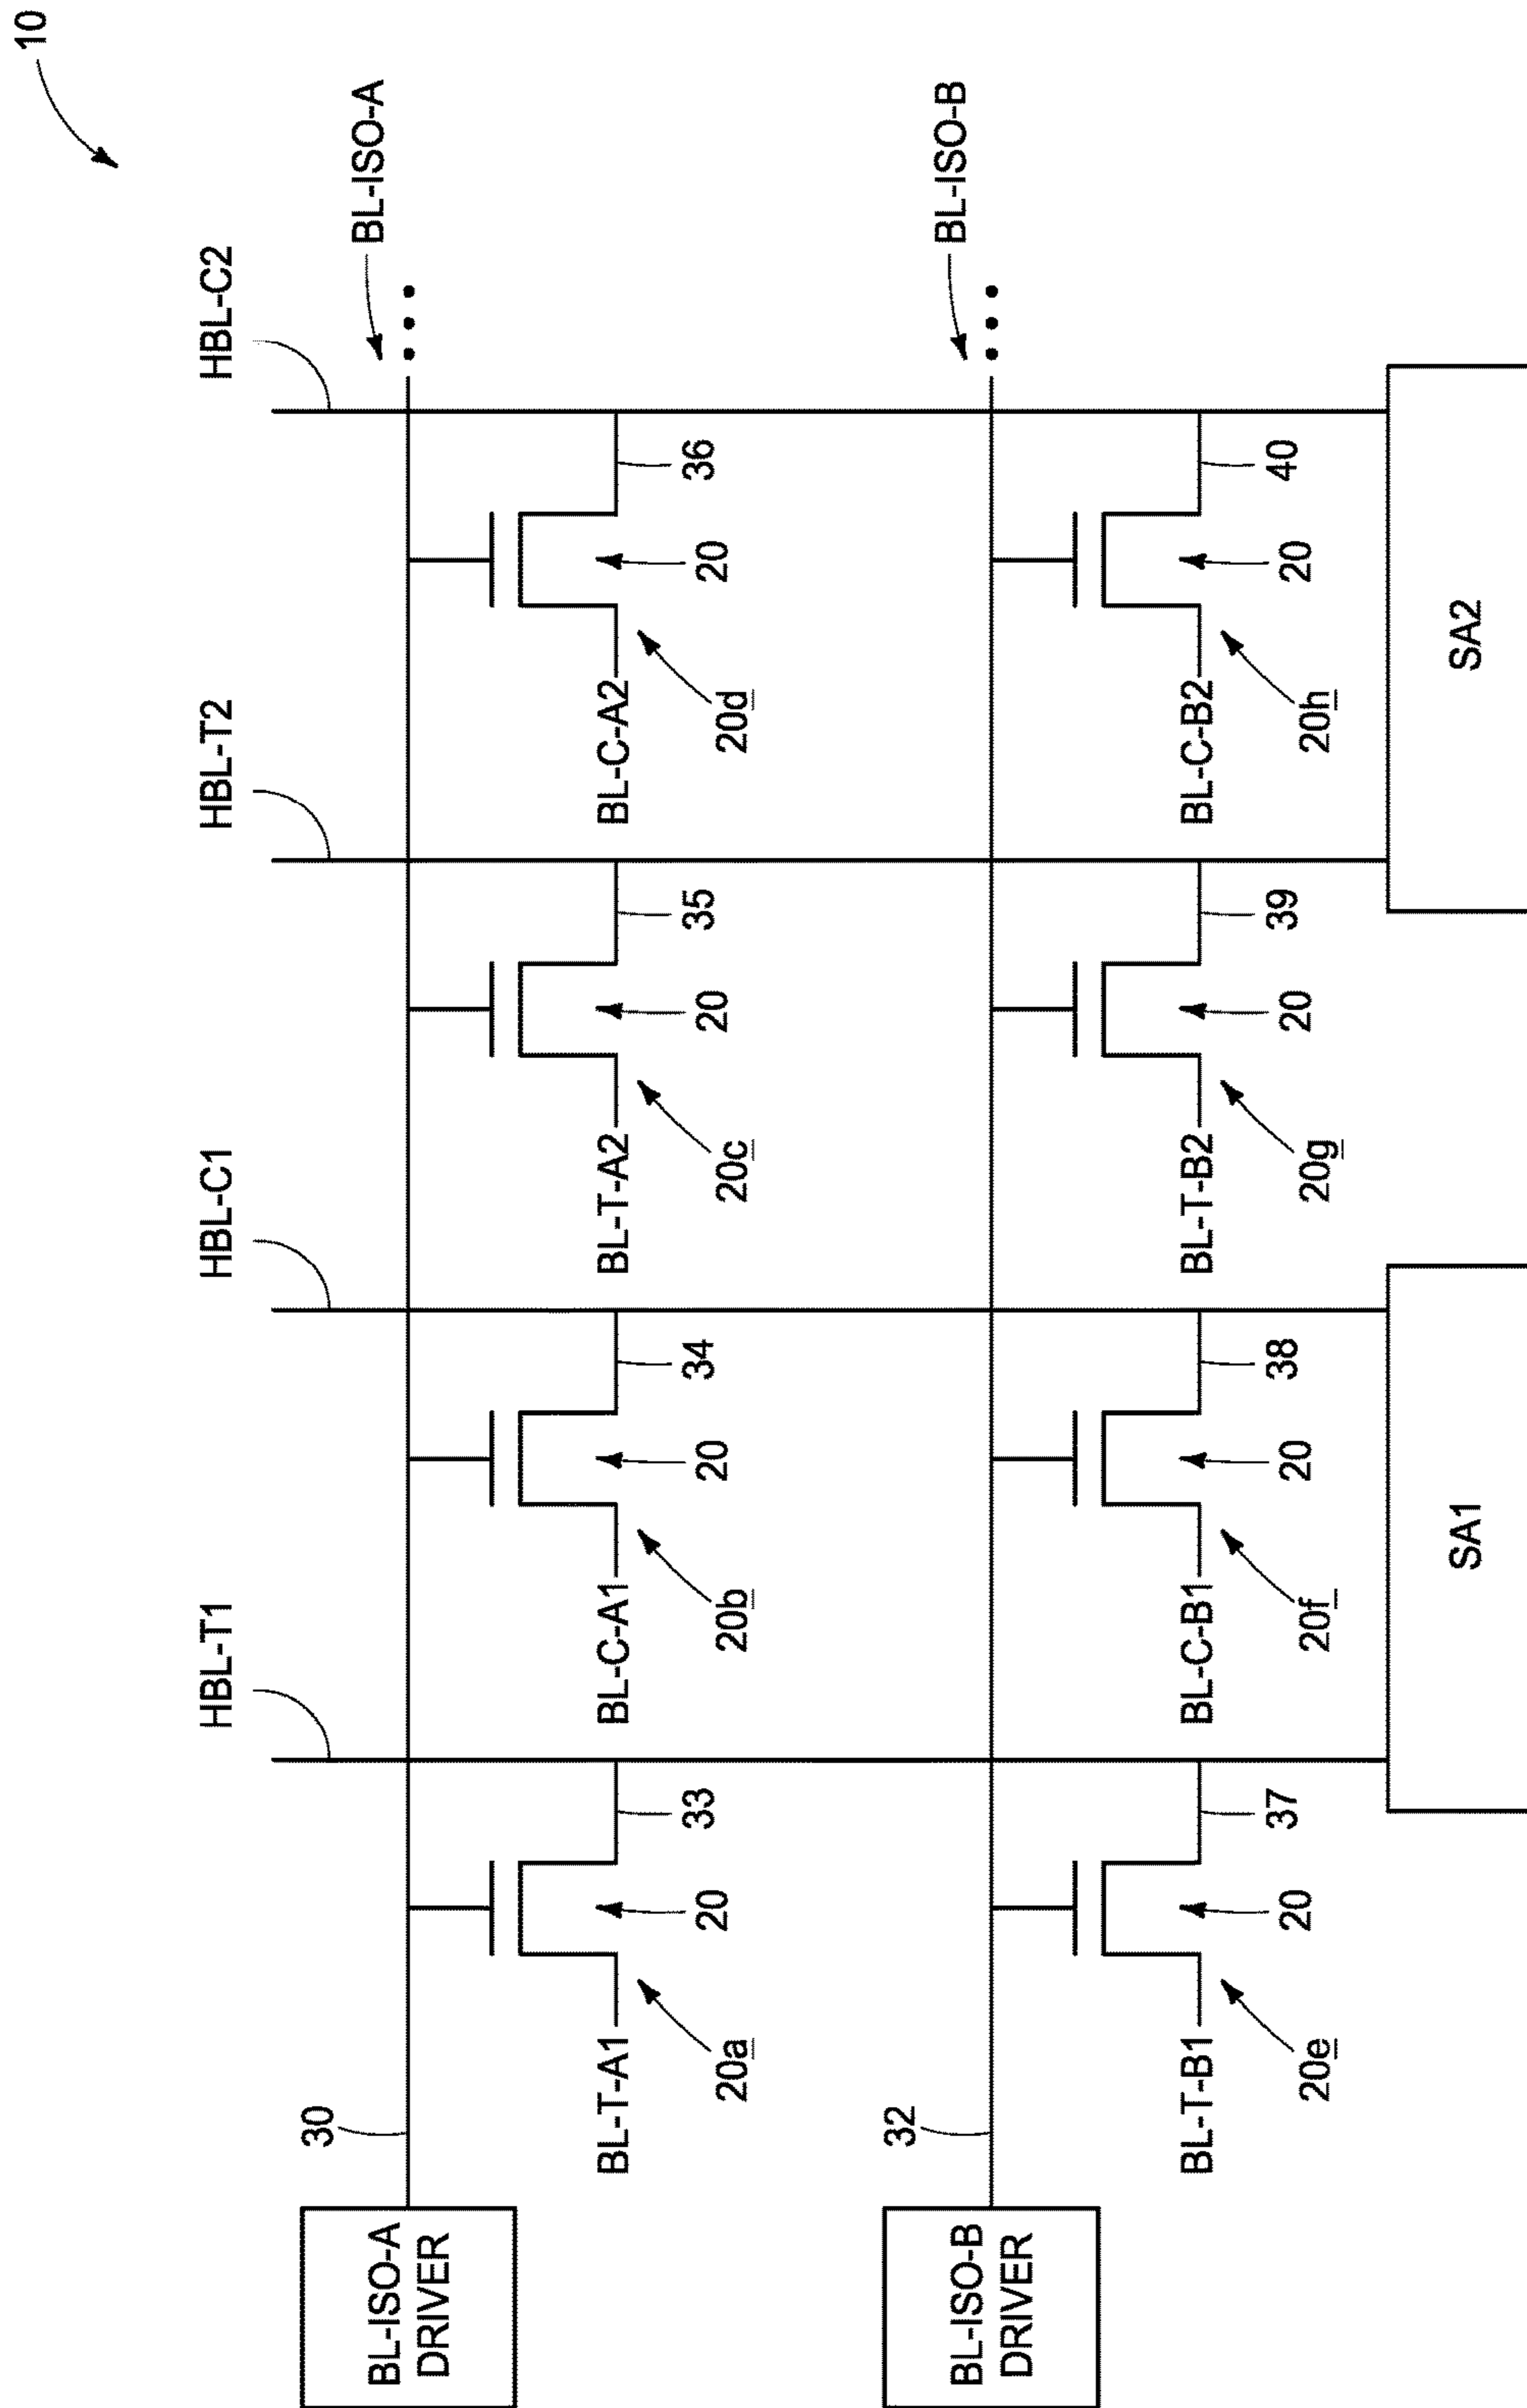 10
HBL-T1
HBL-C1
HBL-T2
HBL-C2
30
BL-ISO-A
BL-ISO-A
DRIVER
33
34
35
36
BL-T-A1
BL-C-A1
BL-T-A2
BL-C-A2
20
20
20
20
20a
20b
20c
20d
32
BL-ISO-B
BL-ISO-B
DRIVER
37
38
39
40
BL-T-B1
BL-C-B1
BL-T-B2
BL-C-B2
20
20
20
20
20e
20f
20g
20h
SA1
SA2